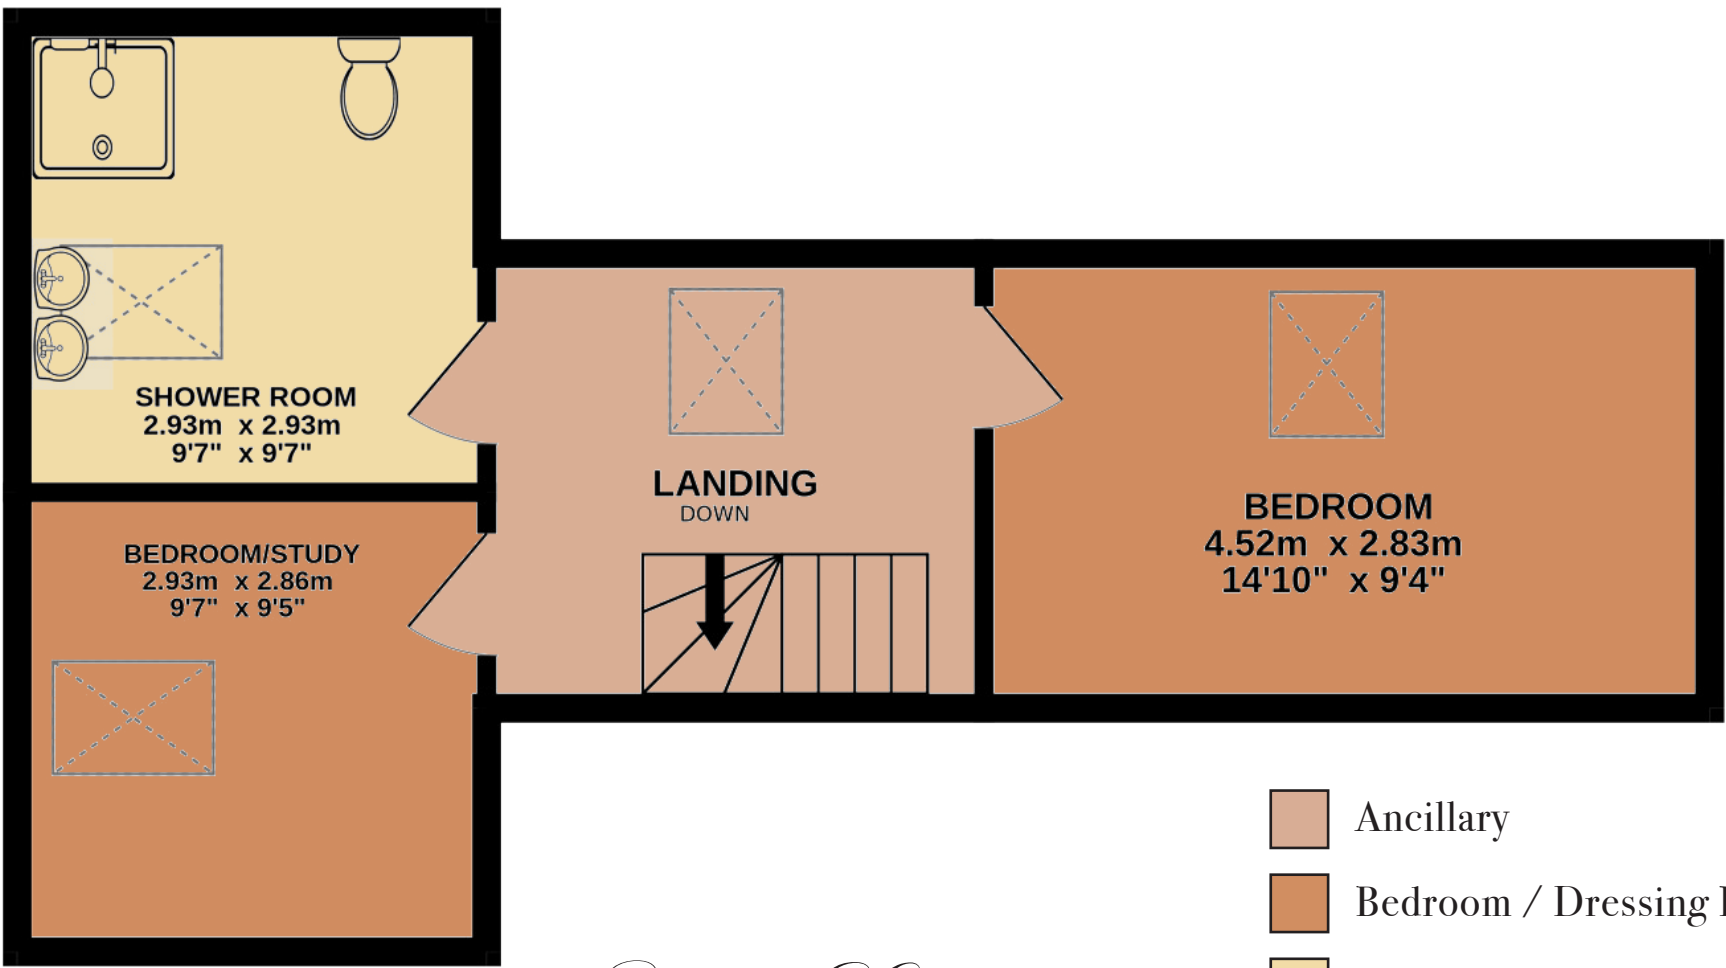 SHOWER ROOM
2.93m x 2.93m
9'7" x 9'7"
BEDROOM/STUDY
2.93m x 2.86m
9'7" x 9'5"
LANDING
DOWN
BEDROOM
4.52m x 2.83m
14'10" x 9'4"
Ancillary
Bedroom / Dressing